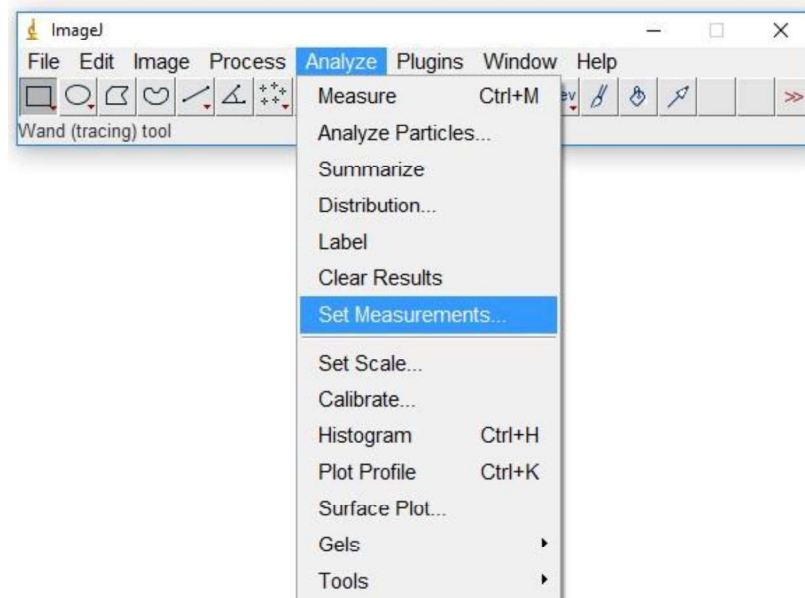 ImageJ
File Edit Image Process Analyze Plugins Window Help
Wand (tracing) tool
Measure Ctrl+M
Analyze Particles...
Summarize
Distribution...
Label
Clear Results
Set Measurements...
Set Scale...
Calibrate...
Histogram Ctrl+H
Plot Profile Ctrl+K
Surface Plot...
Gels
Tools